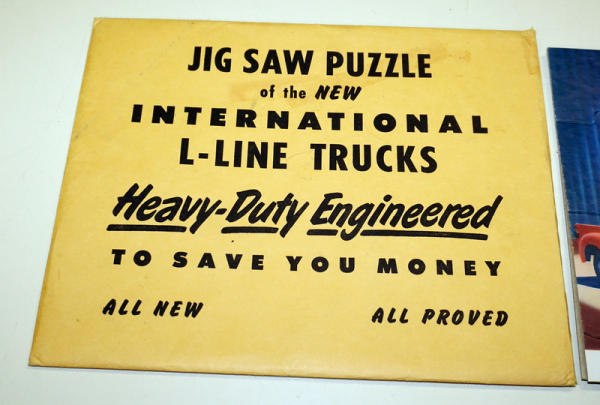 JIG SAW PUZZLE
of the NEW
INTERNATIONAL
L-LINE TRUCKS
Heavy-Duty Engineered
TO SAVE YOU MONEY
ALL NEW ALL PROVED